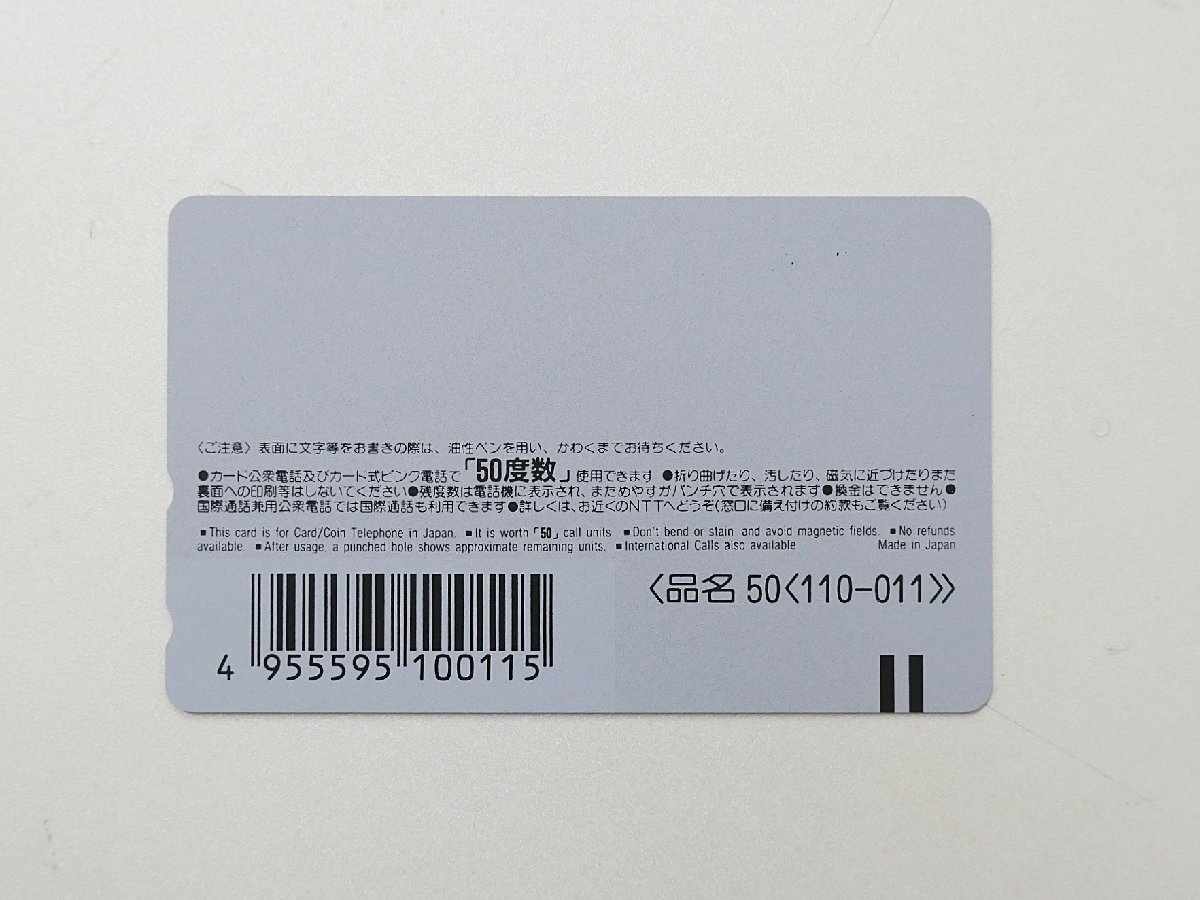 〈ご注意〉表面に文字等をお書きの際は、油性ペンを用い、かわくまでお待ちください。
●カード公衆電話及びカード式ピンク電話で「50度数」使用できます ●折り曲げたり、汚したり、磁気に近づけたりまた
裏面への印刷等はしないでください●残度数は電話機に表示され、まためやすがパンチ穴で表示されます●換金はできません●
国際通話兼用公衆電話では国際通話も利用できます●詳しくは、お近くのNTTへどうぞ(窓口に備え付けの約款もご覧ください)
■This card is for Card/Coin Telephone in Japan. ■It is worth「50」call units ■Don't bend or stain, and avoid magnetic fields. ■No refunds
available. ■After usage, a punched hole shows approximate remaining units. ■International Calls also available Made in Japan
〈品名 50〈110-011〉〉
4 955595 100115